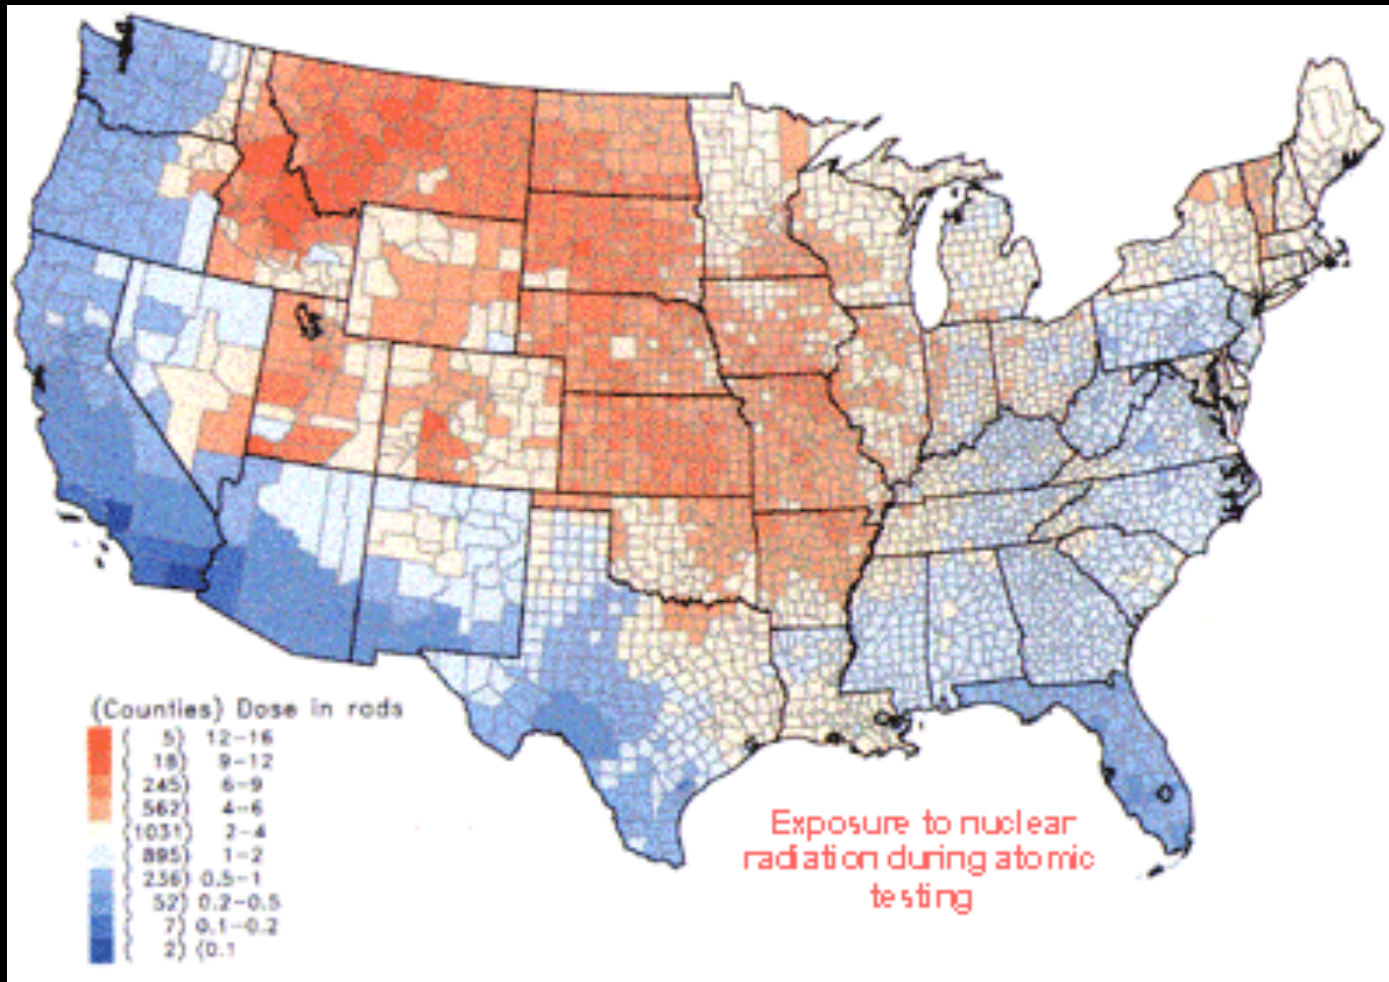 (Counties) Dose in rads
( 5) 12-16
( 18) 9-12
( 245) 6-9
( 562) 4-6
(1031) 2-4
( 895) 1-2
( 236) 0.5-1
( 52) 0.2-0.5
( 7) 0.1-0.2
( 2) (0.1
Exposure to nuclear
radiation during atomic
testing